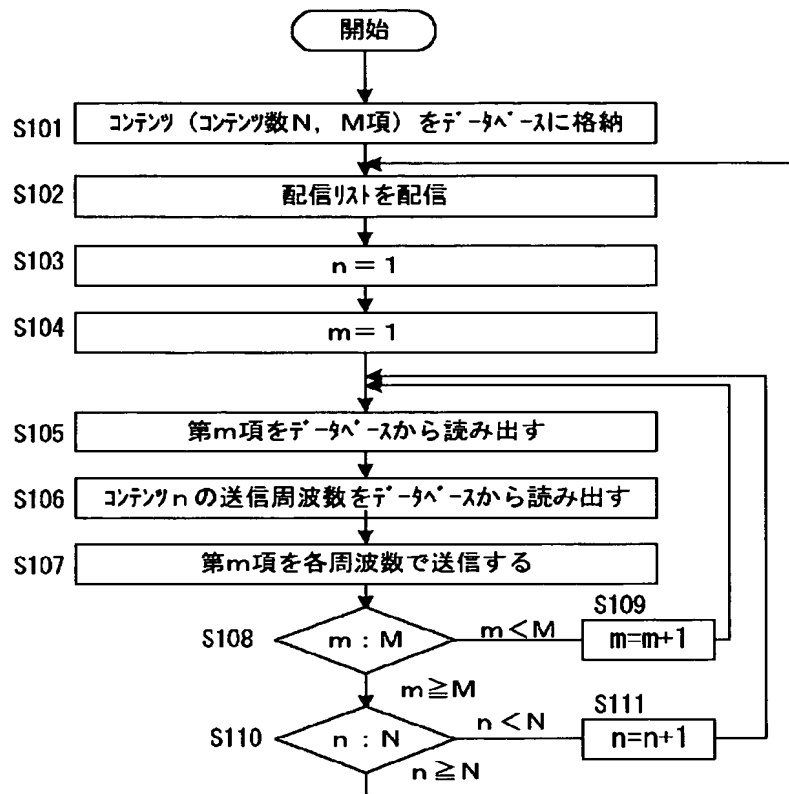 開始
S101 コンテンツ（コンテンツ数N，M項）をデータベースに格納
S102 配信リストを配信
S103 n＝1
S104 m＝1
S105 第m項をデータベースから読み出す
S106 コンテンツnの送信周波数をデータベースから読み出す
S107 第m項を各周波数で送信する
S108 m：M m＜M S109 m=m+1
m≧M
S110 n：N n＜N S111 n=n+1
n≧N